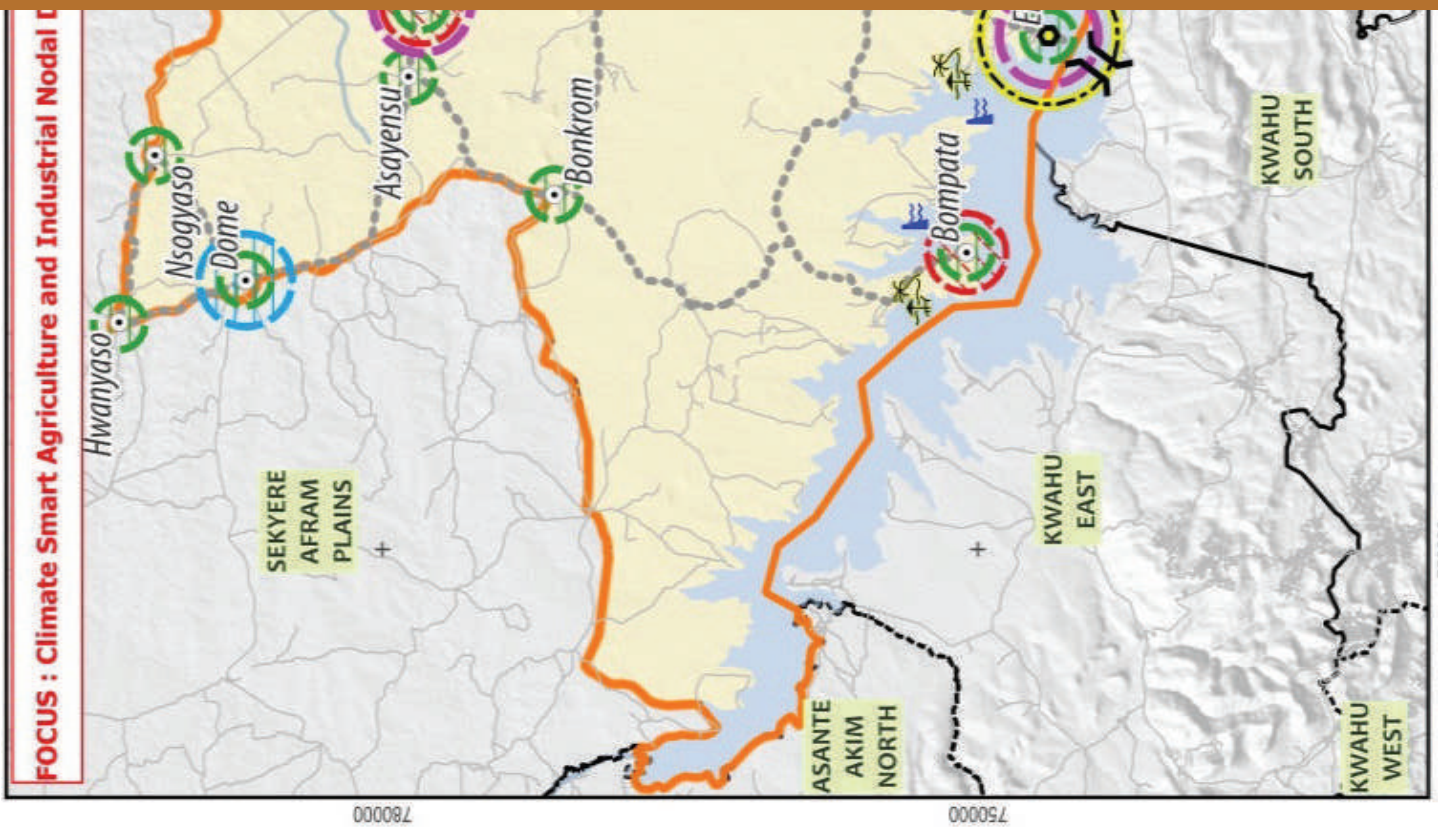 FOCUS : Climate Smart Agriculture and Industrial Nodal D
Hwanyaso
Nsogyaso
Dome
Asayensu
Bonkrom
Bompata
E
SEKYERE
AFRAM
PLAINS
KWAHU
SOUTH
KWAHU
EAST
ASANTE
AKIM
NORTH
KWAHU
WEST
780000
750000